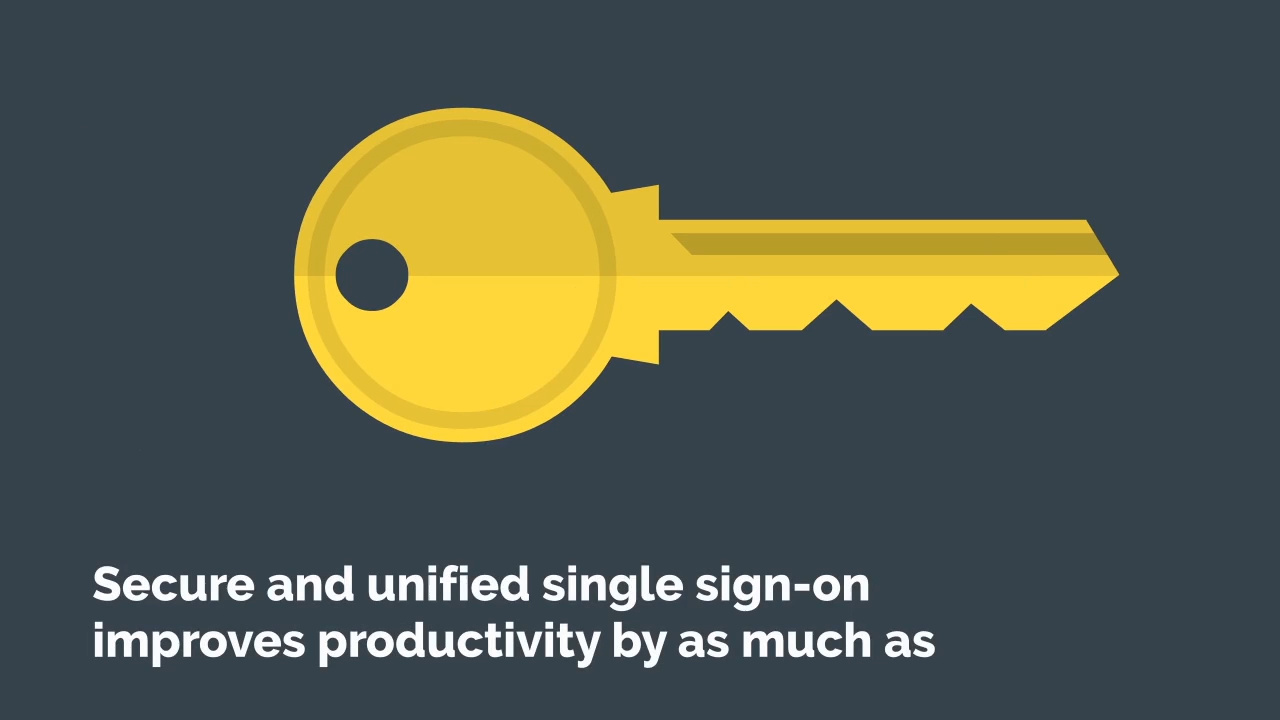 Secure and unified single sign-on
improves productivity by as much as